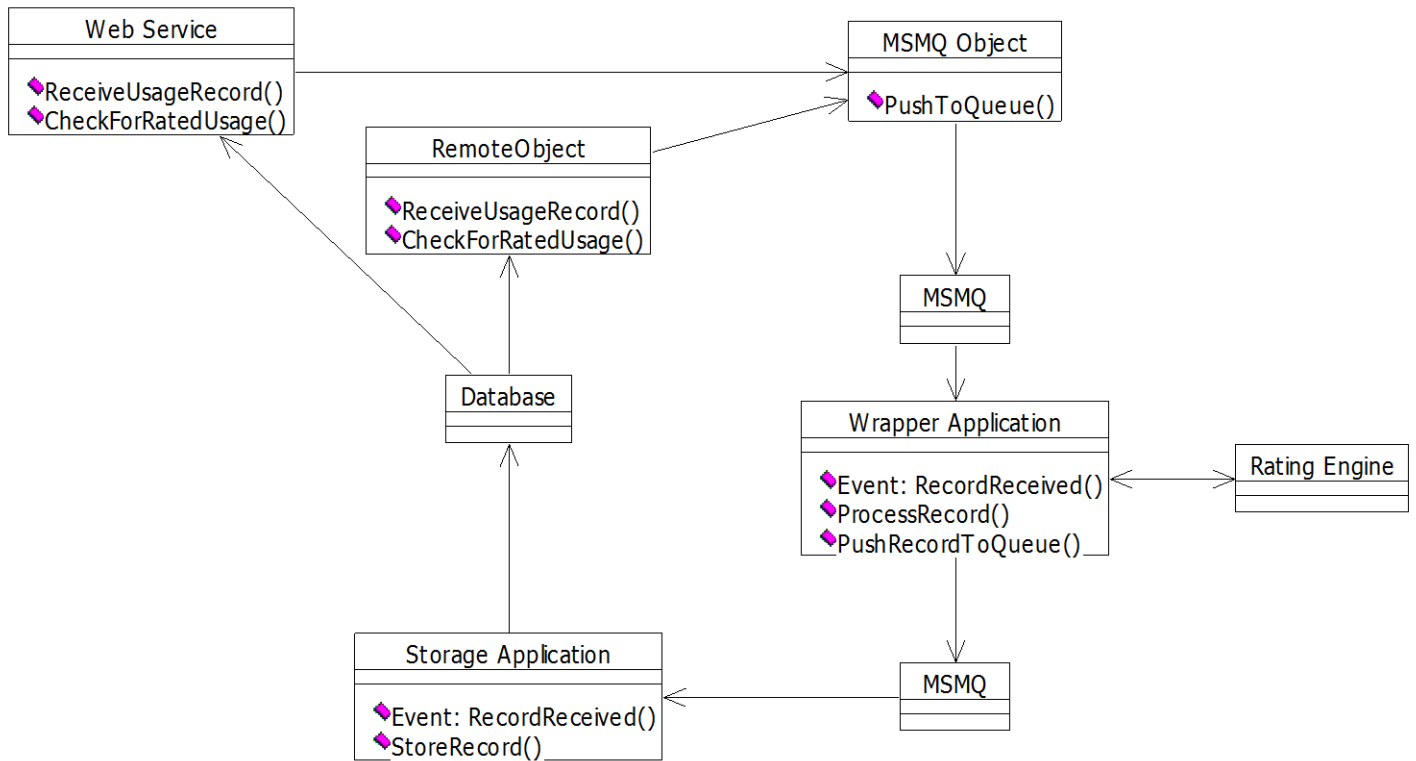 Web Service
ReceiveUsageRecord()
CheckForRatedUsage()
MSMQ Object
PushToQueue()
RemoteObject
ReceiveUsageRecord()
CheckForRatedUsage()
MSMQ
Database
Wrapper Application
Event: RecordReceived()
ProcessRecord()
PushRecordToQueue()
Rating Engine
Storage Application
Event: RecordReceived()
StoreRecord()
MSMQ